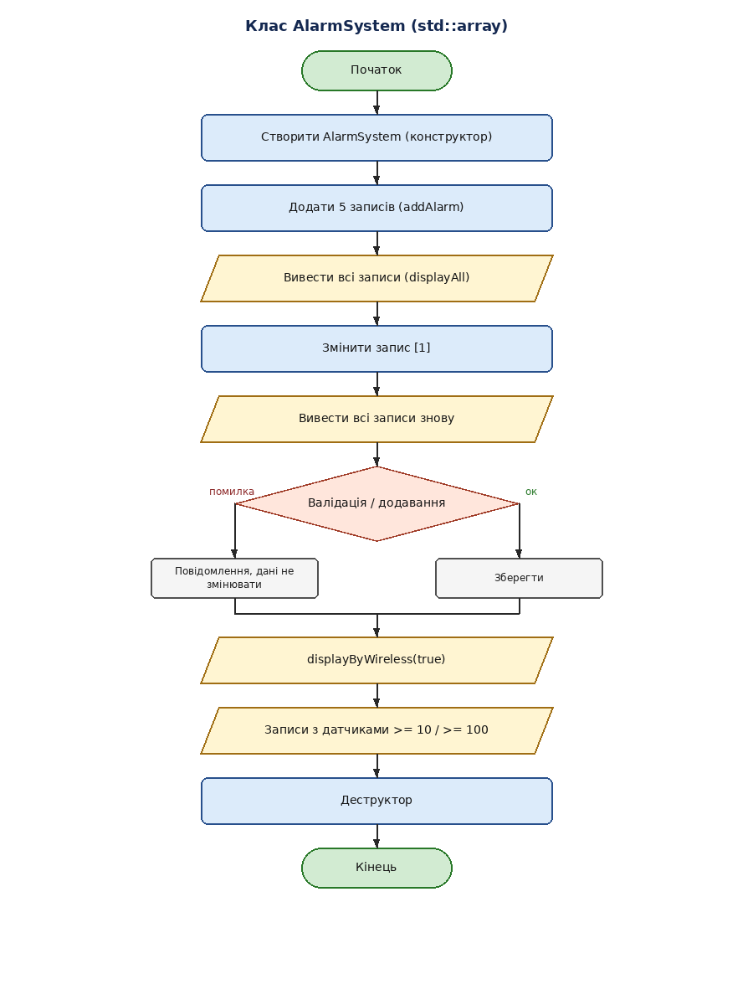 Клас AlarmSystem (std::array)
Початок
Створити AlarmSystem (конструктор)
Додати 5 записів (addAlarm)
Вивести всі записи (displayAll)
Змінити запис [1]
Вивести всі записи знову
помилка
Валідація / додавання
ок
Повідомлення, дані не
змінювати
Зберегти
displayByWireless(true)
Записи з датчиками >= 10 / >= 100
Деструктор
Кінець